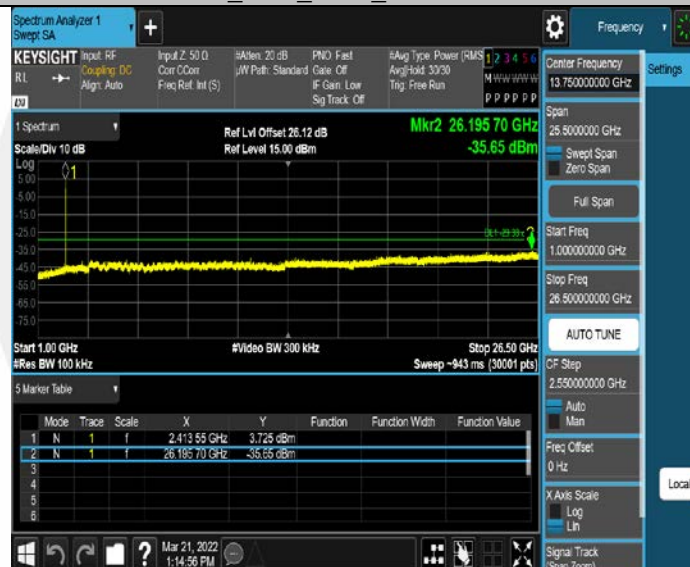 Spectrum Analyzer 1
Swept SA
Frequency
KEYSIGHT
RL
LXI
Input: RF
Coupling: DC
Align: Auto
Input Z: 50 Ω
Corr CCorr
Freq Ref: Int (S)
#Atten: 20 dB
µW Path: Standard
PNO: Fast
Gate: Off
IF Gain: Low
Sig Track: Off
#Avg Type: Power (RMS
Avg|Hold: 30/30
Trig: Free Run
1 2 3 4 5 6
M W W W W W
P P P P P P
1 Spectrum
Scale/Div 10 dB
Log
Ref Lvl Offset 26.12 dB
Ref Level 15.00 dBm
Mkr2 26.195 70 GHz
-35.65 dBm
5.00
-5.00
-15.0
-25.0
-35.0
-45.0
-55.0
-65.0
-75.0
1
2
Start 1.00 GHz
#Res BW 100 kHz
#Video BW 300 kHz
Stop 26.50 GHz
Sweep ~943 ms (30001 pts)
5 Marker Table
Mode Trace Scale X Y Function Function Width Function Value
1 N 1 f 2.413 55 GHz 3.725 dBm
2 N 1 f 26.195 70 GHz -35.65 dBm
3
4
5
6
?
Mar 21, 2022
1:14:56 PM
Center Frequency
13.750000000 GHz
Settings
Span
25.5000000 GHz
Swept Span
Zero Span
Full Span
Start Freq
1.000000000 GHz
Stop Freq
26.500000000 GHz
AUTO TUNE
CF Step
2.550000000 GHz
Auto
Man
Freq Offset
0 Hz
Local
X Axis Scale
Log
Lin
Signal Track
(Span Zoom)